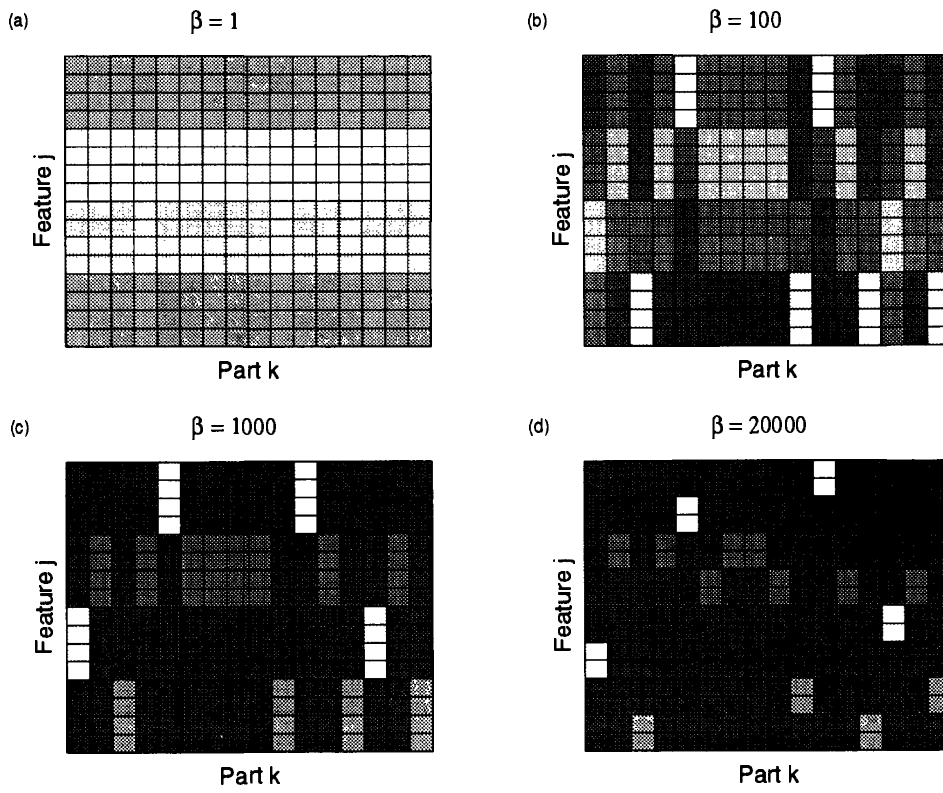 (a)
β = 1
Feature j
Part k
(b)
β = 100
Feature j
Part k
(c)
β = 1000
Feature j
Part k
(d)
β = 20000
Feature j
Part k